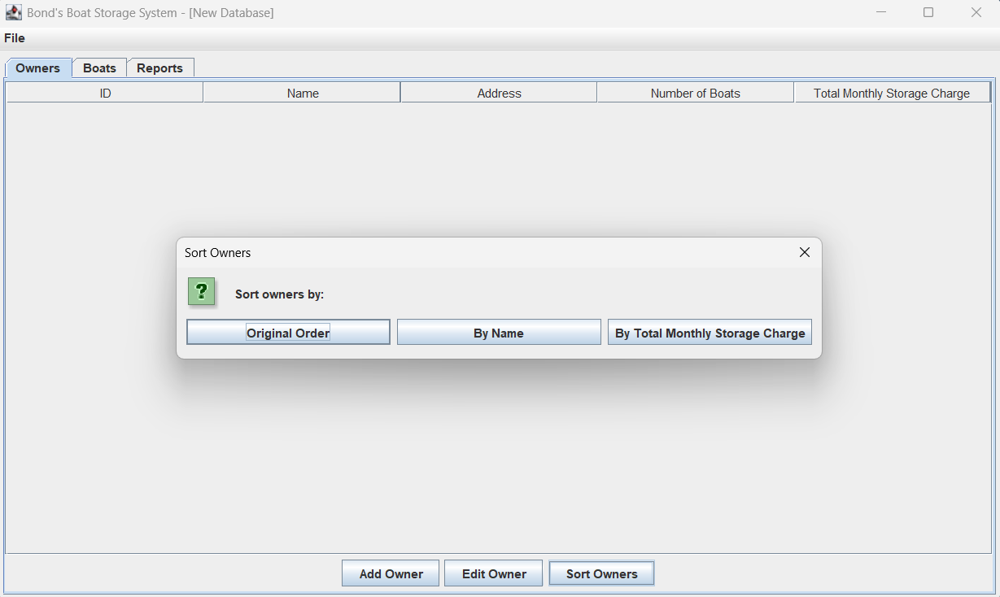 Bond's Boat Storage System - [New Database]
File
Owners Boats Reports
ID Name Address Number of Boats Total Monthly Storage Charge
Sort Owners
? Sort owners by:
Original Order By Name By Total Monthly Storage Charge
Add Owner Edit Owner Sort Owners